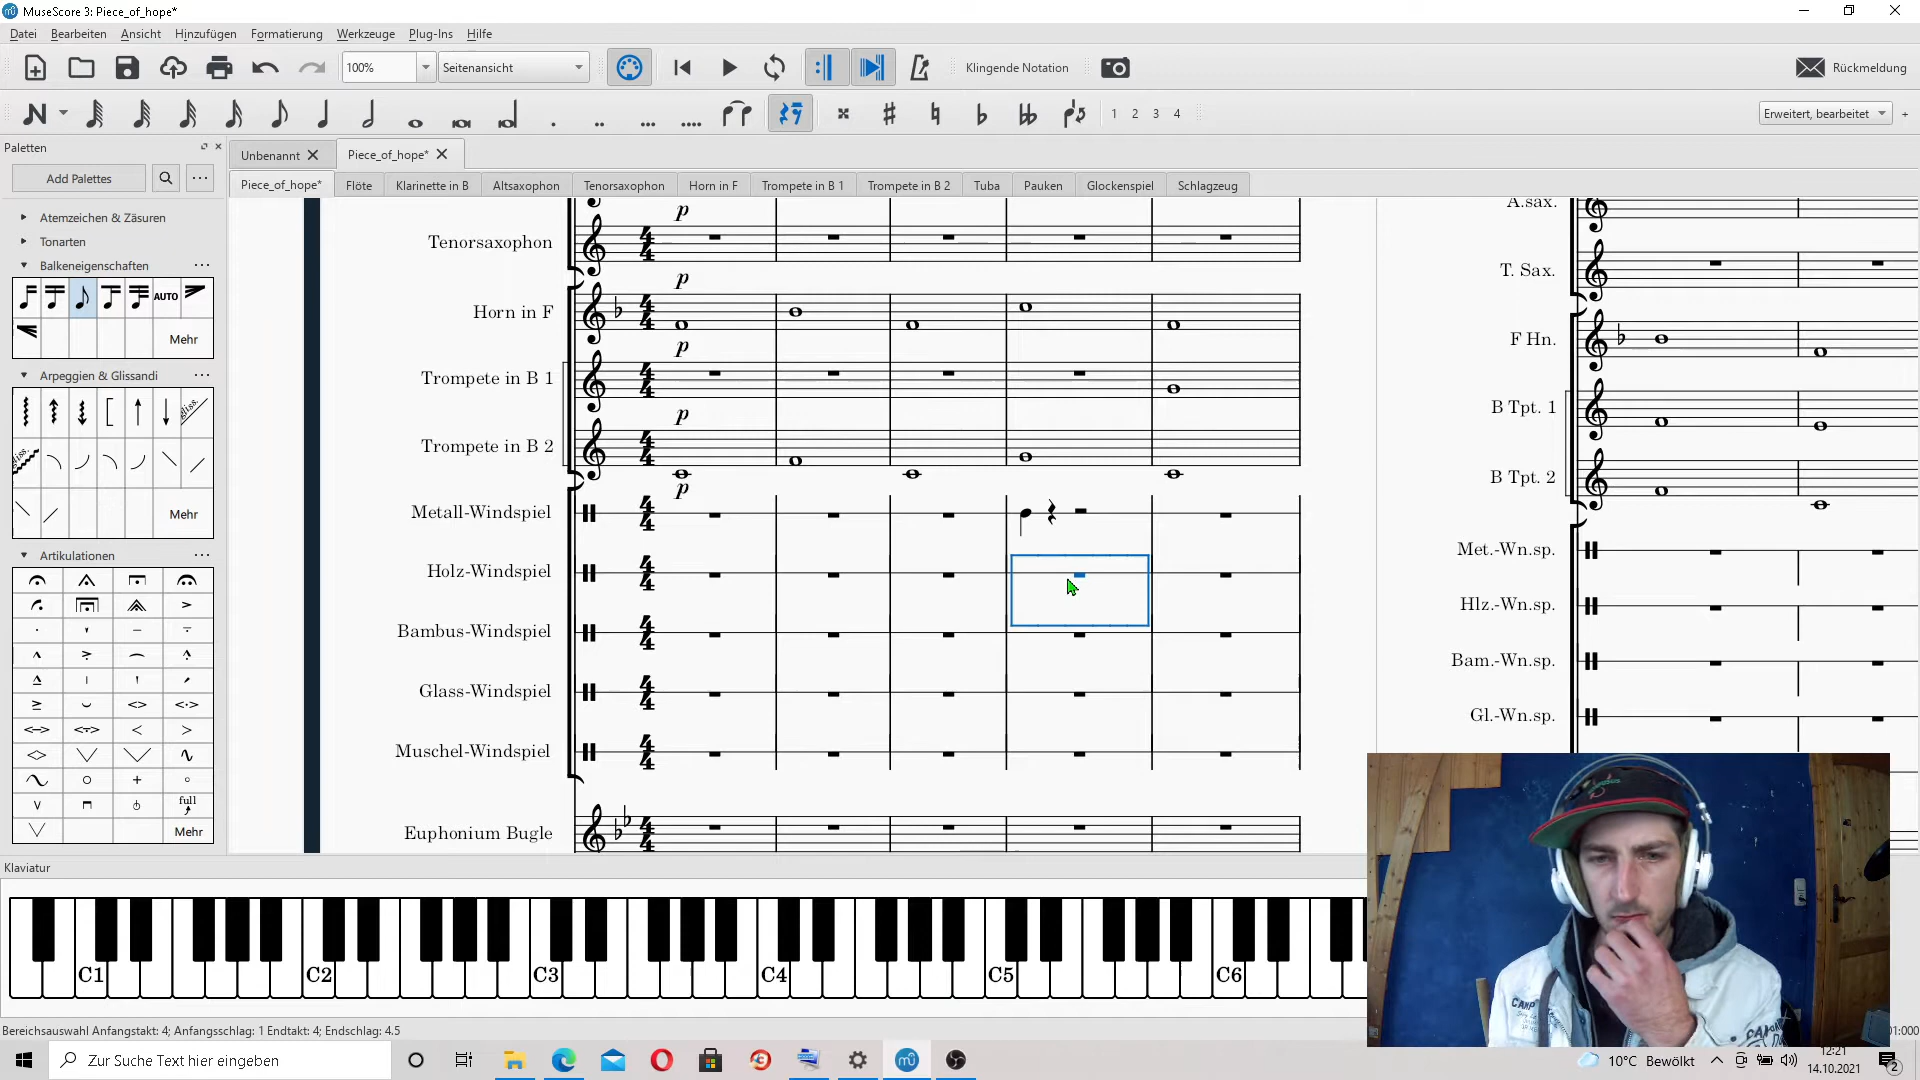 MuseScore 3: Piece_of_hope*
Datei Bearbeiten Ansicht Hinzufügen Formatierung Werkzeuge Plug-Ins Hilfe
100% Seitenansicht Klingende Notation Rückmeldung
1 2 3 4 Erweitert, bearbeitet +
Paletten
Unbenannt Piece_of_hope*
Add Palettes ...
Piece_of_hope* Flöte Klarinette in B Altsaxophon Tenorsaxophon Horn in F Trompete in B 1 Trompete in B 2 Tuba Pauken Glockenspiel Schlagzeug
Atemzeichen & Zäsuren
Tonarten
Balkeneigenschaften ...
AUTO
Mehr
Arpeggien & Glissandi ...
gliss.
gliss.
Mehr
Artikulationen ...
full
Mehr
p
Tenorsaxophon
p
Horn in F
p
Trompete in B 1
p
Trompete in B 2
p
Metall-Windspiel
Holz-Windspiel
Bambus-Windspiel
Glass-Windspiel
Muschel-Windspiel
Euphonium Bugle
A.sax.
T. Sax.
F Hn.
B Tpt. 1
B Tpt. 2
Met.-Wn.sp.
Hlz.-Wn.sp.
Bam.-Wn.sp.
Gl.-Wn.sp.
Klaviatur
C1 C2 C3 C4 C5 C6
Bereichsauswahl Anfangstakt: 4; Anfangsschlag: 1 Endtakt: 4; Endschlag: 4.5
Zur Suche Text hier eingeben
10°C Bewölkt
12:21
14.10.2021
2